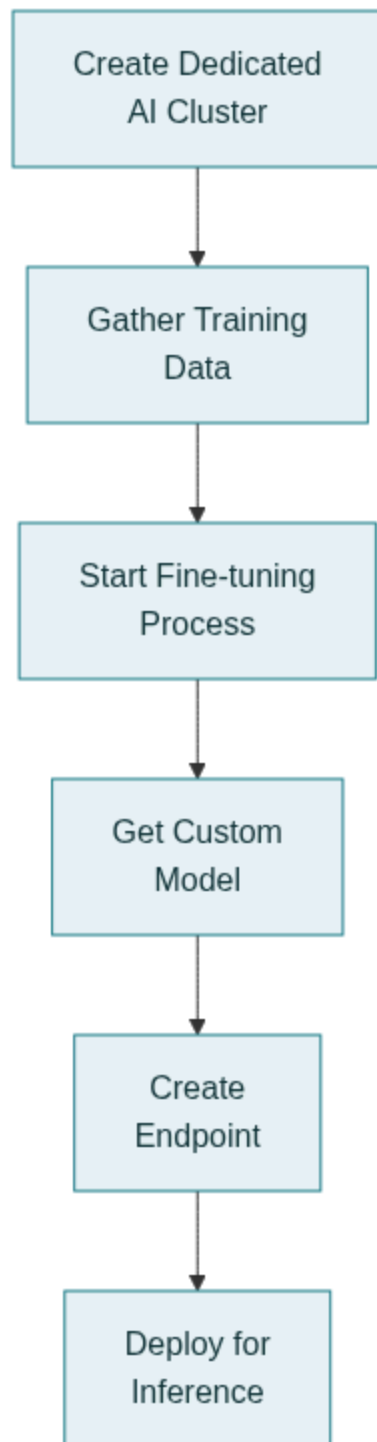 Create Dedicated
AI Cluster
Gather Training
Data
Start Fine-tuning
Process
Get Custom
Model
Create
Endpoint
Deploy for
Inference